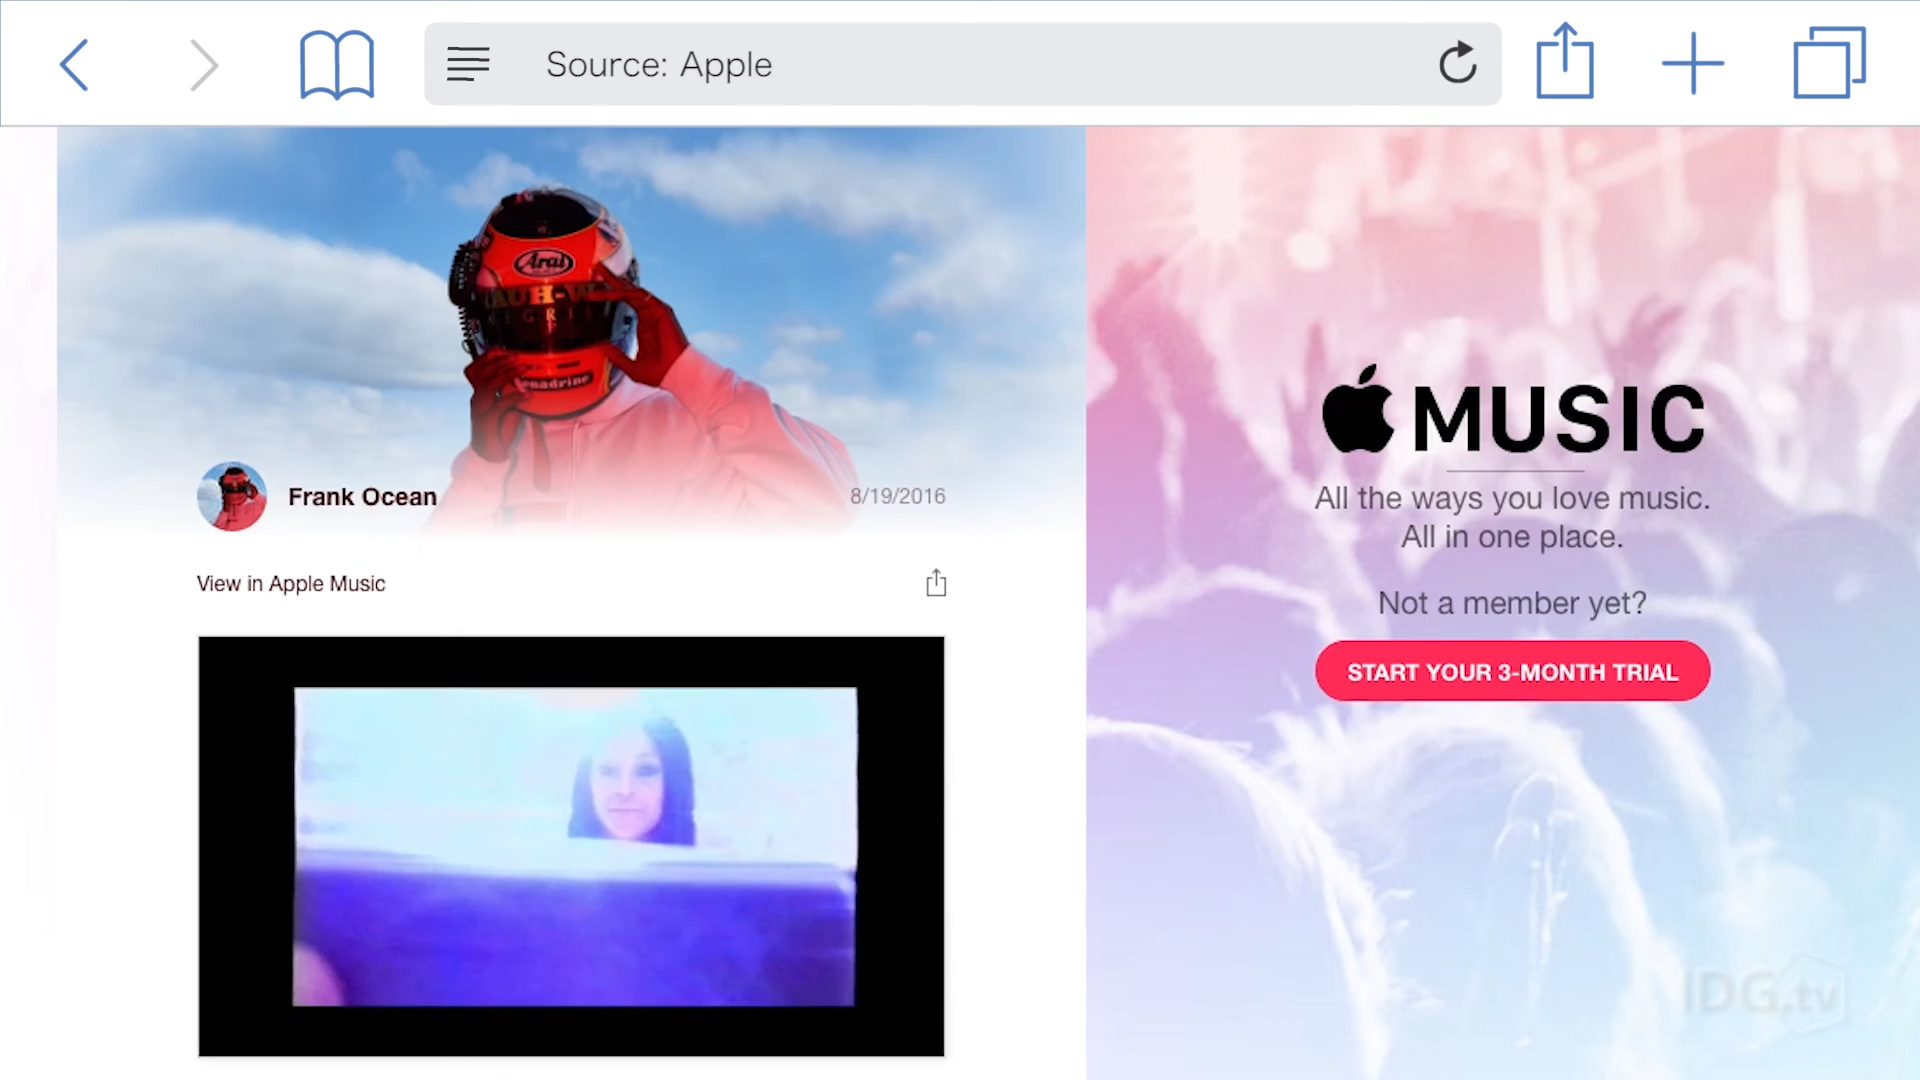 Source: Apple
Arai
Frank Ocean
8/19/2016
View in Apple Music
MUSIC
All the ways you love music.
All in one place.
Not a member yet?
START YOUR 3-MONTH TRIAL
IDG.tv